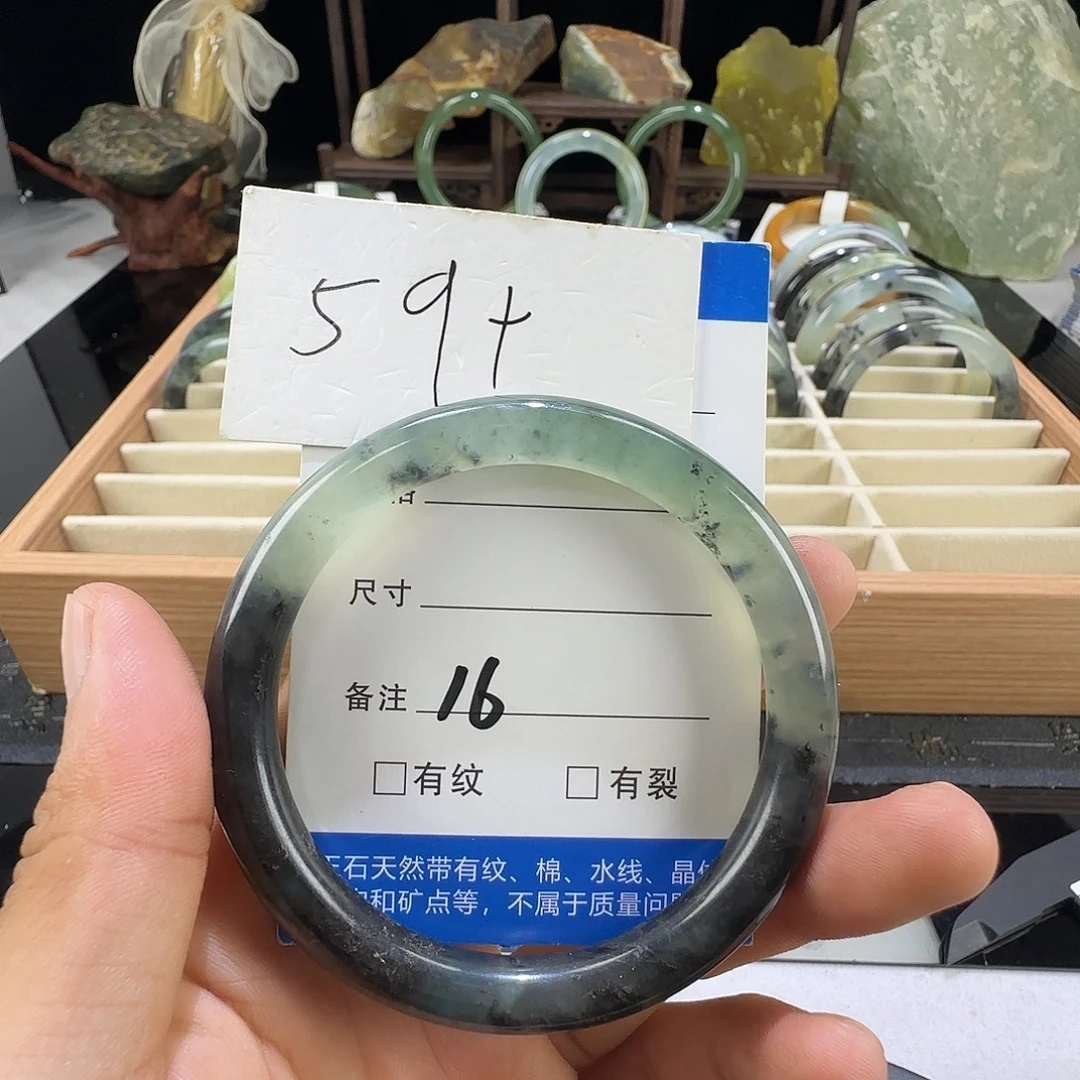 59+
尺寸
备注 16
□有纹 □有裂
石天然带有纹、棉、水线、晶
和矿点等，不属于质量问